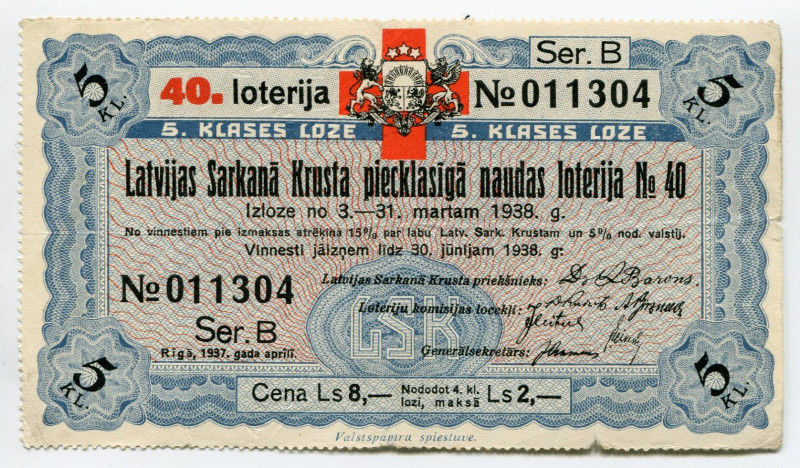 5 KL.
Ser. B
5 KL.
40. loterija
№ 011304
5. KLASES LOZE
5. KLASES LOZE
Latvijas Sarkanā Krusta piecklasīgā naudas loterija № 40
Izloze no 3.—31. martam 1938. g.
No vinnestiem pie izmaksas atrēķina 15% par labu Latv. Sark. Krustam un 5% nod. valstij.
Vinnesti jāizņem līdz 30. jūnijam 1938. g.
№ 011304
Ser. B
Rīgā, 1937. gada aprīlī.
LSK
Latvijas Sarkanā Krusta priekšnieks:
Loteriju komisijas locekļi:
Ģenerālsekretārs:
5 KL.
Cena Ls 8,—
Nododot 4. kl.
lozi, maksā
Ls 2,—
5 KL.
Valstspapīru spiestuve.